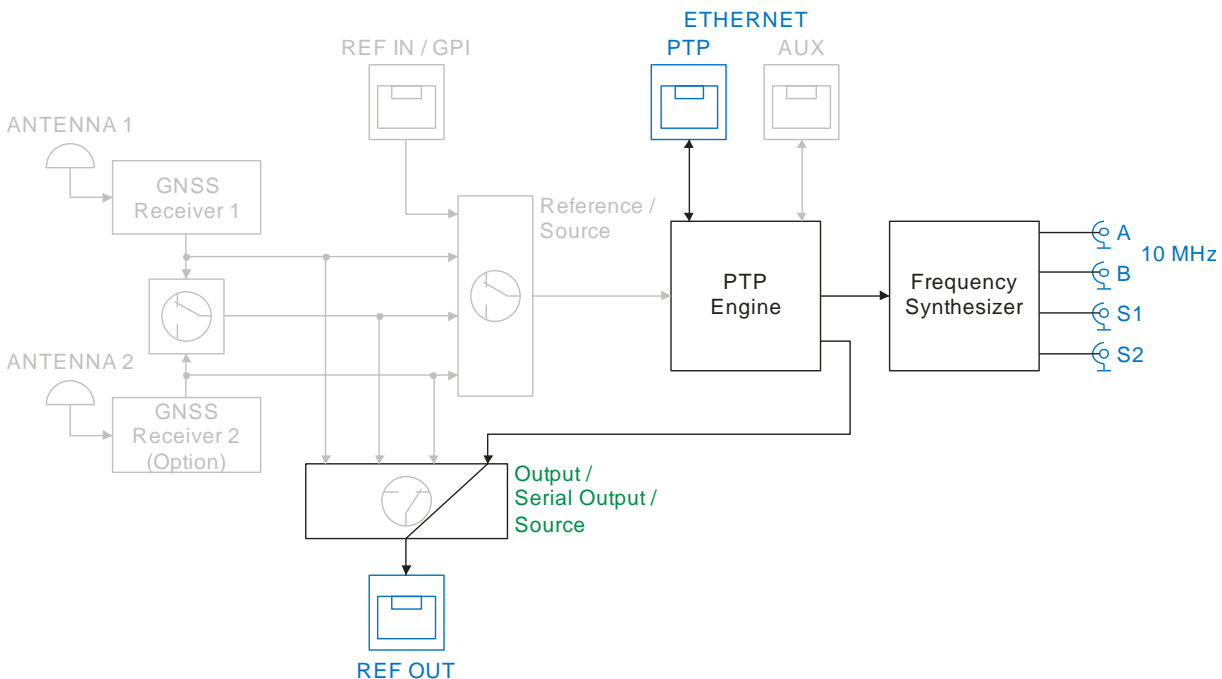 ETHERNET
REF IN / GPI
PTP
AUX
ANTENNA 1
GNSS
Receiver 1
Reference /
Source
A
10 MHz
B
S1
S2
PTP
Engine
Frequency
Synthesizer
ANTENNA 2
GNSS
Receiver 2
(Option)
Output /
Serial Output /
Source
REF OUT